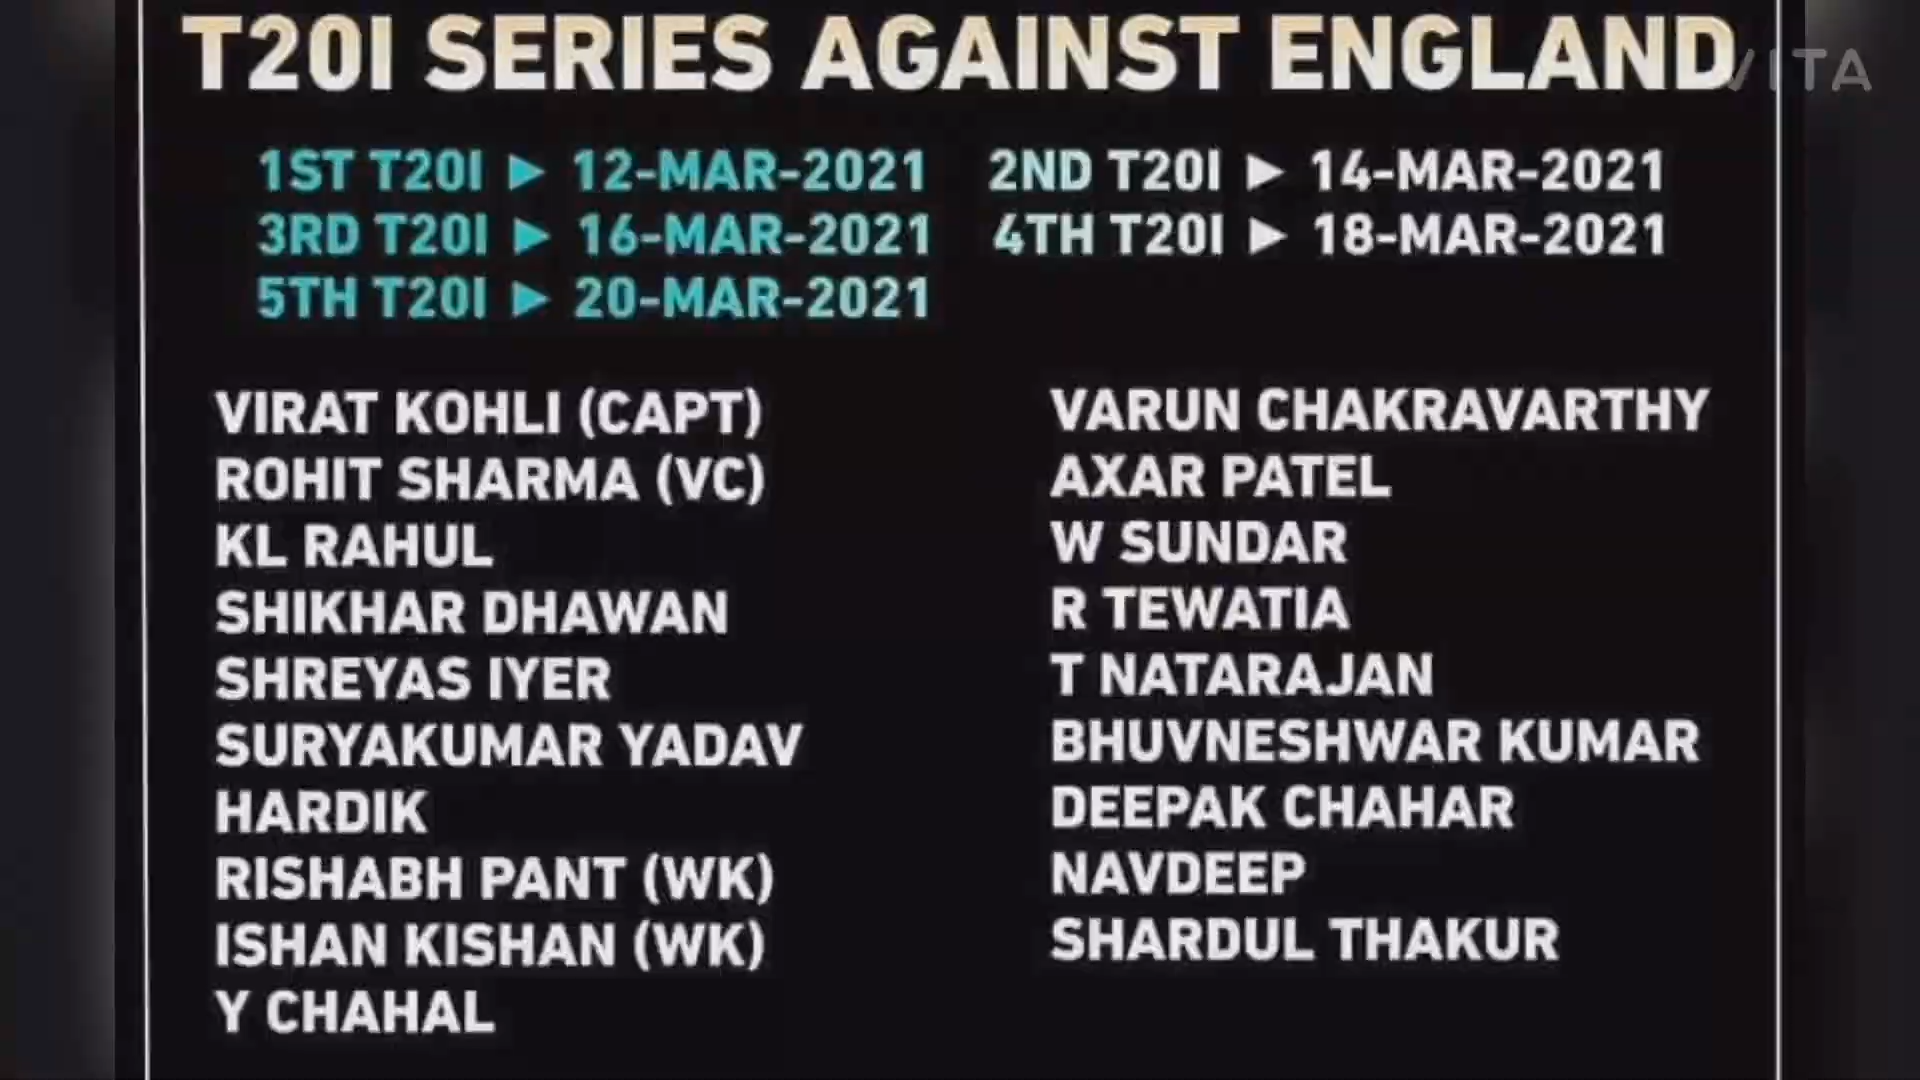 T20I SERIES AGAINST ENGLAND
VITA
1ST T20I ► 12-MAR-2021 2ND T20I ► 14-MAR-2021
3RD T20I ► 16-MAR-2021 4TH T20I ► 18-MAR-2021
5TH T20I ► 20-MAR-2021
VIRAT KOHLI (CAPT)
ROHIT SHARMA (VC)
KL RAHUL
SHIKHAR DHAWAN
SHREYAS IYER
SURYAKUMAR YADAV
HARDIK
RISHABH PANT (WK)
ISHAN KISHAN (WK)
Y CHAHAL
VARUN CHAKRAVARTHY
AXAR PATEL
W SUNDAR
R TEWATIA
T NATARAJAN
BHUVNESHWAR KUMAR
DEEPAK CHAHAR
NAVDEEP
SHARDUL THAKUR